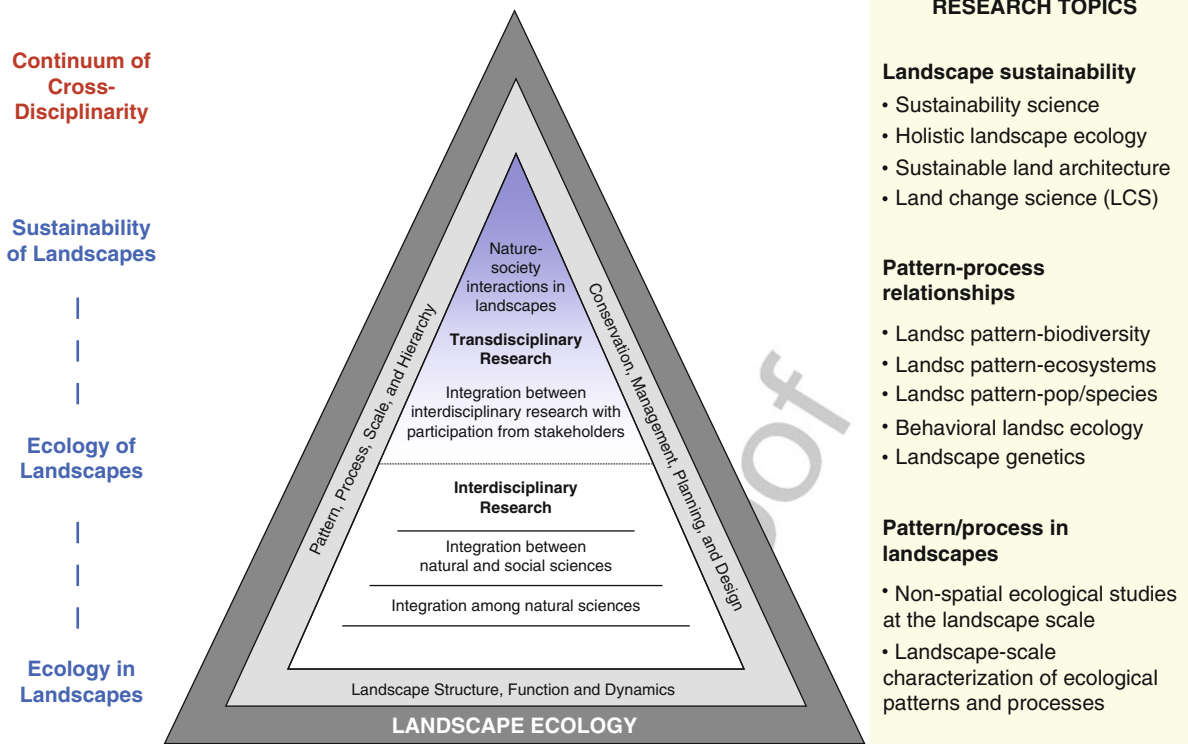 Continuum of
Cross-
Disciplinarity
Sustainability
of Landscapes
Ecology of
Landscapes
Ecology in
Landscapes
Nature-
society
interactions in
landscapes
Transdisciplinary
Research
Integration between
interdisciplinary research with
participation from stakeholders
Interdisciplinary
Research
Integration between
natural and social sciences
Integration among natural sciences
Pattern, Process, Scale, and Hierarchy
Conservation, Management, Planning, and Design
Landscape Structure, Function and Dynamics
LANDSCAPE ECOLOGY
oof
RESEARCH TOPICS
Landscape sustainability
• Sustainability science
• Holistic landscape ecology
• Sustainable land architecture
• Land change science (LCS)
Pattern-process
relationships
• Landsc pattern-biodiversity
• Landsc pattern-ecosystems
• Landsc pattern-pop/species
• Behavioral landsc ecology
• Landscape genetics
Pattern/process in
landscapes
• Non-spatial ecological studies
at the landscape scale
• Landscape-scale
characterization of ecological
patterns and processes